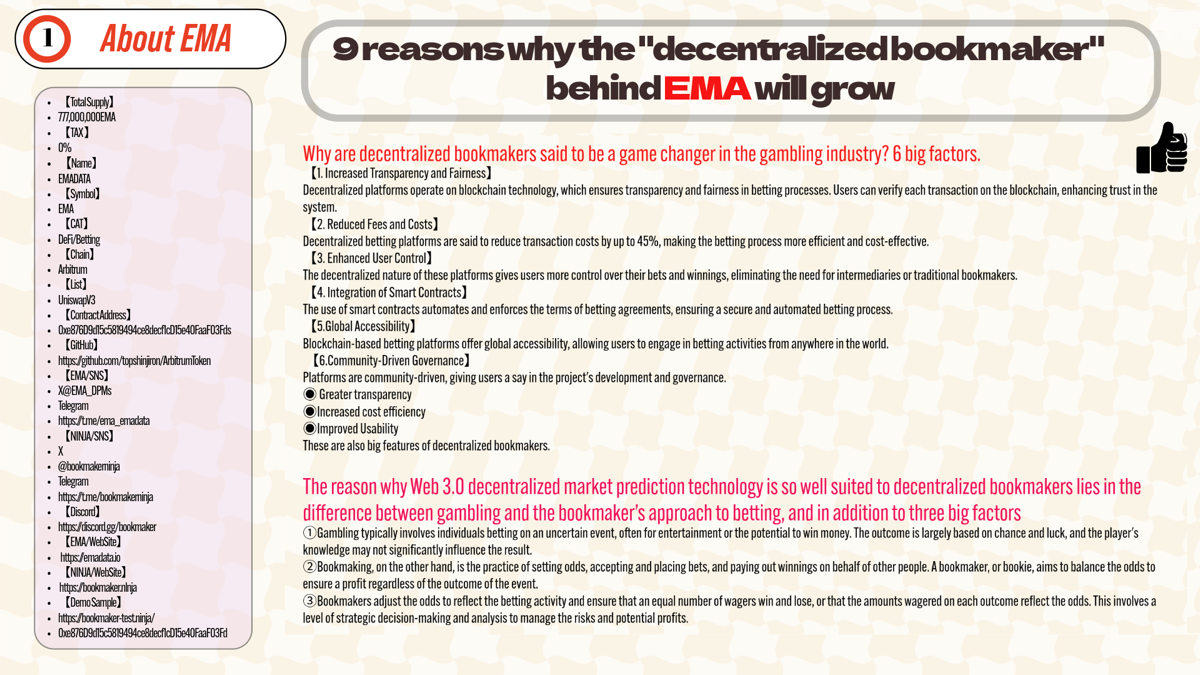 1
About EMA
• 【Total Supply】
• 777,000,000EMA
• 【TAX】
• 0%
• 【Name】
• EMADATA
• 【Symbol】
• EMA
• 【CAT】
• DeFi/Betting
• 【Chain】
• Arbitrum
• 【List】
• UniswapV3
• 【Contract Address】
• 0xe876D9d15c5819494ce8decf1cD15e40FaaF03Fds
• 【GitHub】
• https://github.com/topshinjiron/ArbitrumToken
• 【EMA/SNS】
• X@EMA_DPMs
• Telegram
• https://t.me/ema_emadata
• 【NINJA/SNS】
• X
• @bookmakeminja
• Telegram
• https://t.me/bookmakeminja
• 【Discord】
• https://discord.gg/bookmaker
• 【EMA/WebSite】
• https://emadata.io
• 【NINJA/WebSite】
• https://bookmaker.nInja
• 【Demo Sample】
• https://bookmaker-test.ninja/
• 0xe876D9d15c5819494ce8decf1cD15e40FaaF03Fd
9 reasons why the "decentralized bookmaker"
behind EMA will grow
Why are decentralized bookmakers said to be a game changer in the gambling industry? 6 big factors.
【1. Increased Transparency and Fairness】
Decentralized platforms operate on blockchain technology, which ensures transparency and fairness in betting processes. Users can verify each transaction on the blockchain, enhancing trust in the
system.
【2. Reduced Fees and Costs】
Decentralized betting platforms are said to reduce transaction costs by up to 45%, making the betting process more efficient and cost-effective.
【3. Enhanced User Control】
The decentralized nature of these platforms gives users more control over their bets and winnings, eliminating the need for intermediaries or traditional bookmakers.
【4. Integration of Smart Contracts】
The use of smart contracts automates and enforces the terms of betting agreements, ensuring a secure and automated betting process.
【5.Global Accessibility】
Blockchain-based betting platforms offer global accessibility, allowing users to engage in betting activities from anywhere in the world.
【6.Community-Driven Governance】
Platforms are community-driven, giving users a say in the project's development and governance.
◉ Greater transparency
◉Increased cost efficiency
◉Improved Usability
These are also big features of decentralized bookmakers.
The reason why Web 3.0 decentralized market prediction technology is so well suited to decentralized bookmakers lies in the
difference between gambling and the bookmaker's approach to betting, and in addition to three big factors
①Gambling typically involves individuals betting on an uncertain event, often for entertainment or the potential to win money. The outcome is largely based on chance and luck, and the player's
knowledge may not significantly influence the result.
②Bookmaking, on the other hand, is the practice of setting odds, accepting and placing bets, and paying out winnings on behalf of other people. A bookmaker, or bookie, aims to balance the odds to
ensure a profit regardless of the outcome of the event.
③Bookmakers adjust the odds to reflect the betting activity and ensure that an equal number of wagers win and lose, or that the amounts wagered on each outcome reflect the odds. This involves a
level of strategic decision-making and analysis to manage the risks and potential profits.